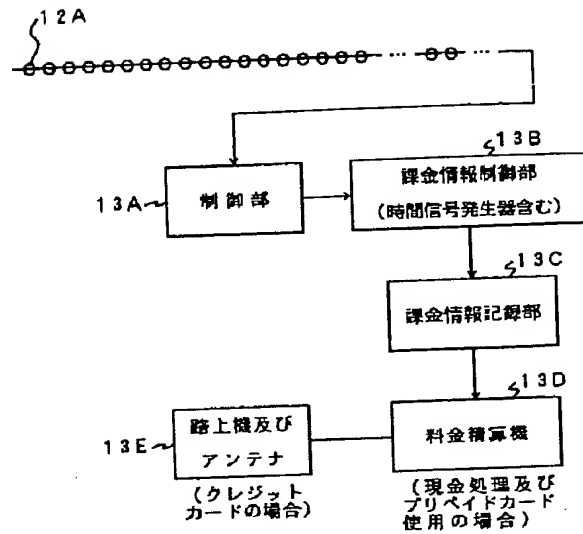 12A
… …
13B
13A
制御部
課金情報制御部
(時間信号発生器含む)
13C
課金情報記録部
13D
13E
路上機及び
アンテナ
料金積算機
(クレジット
カードの場合)
(現金処理及び
プリペイドカード
使用の場合)